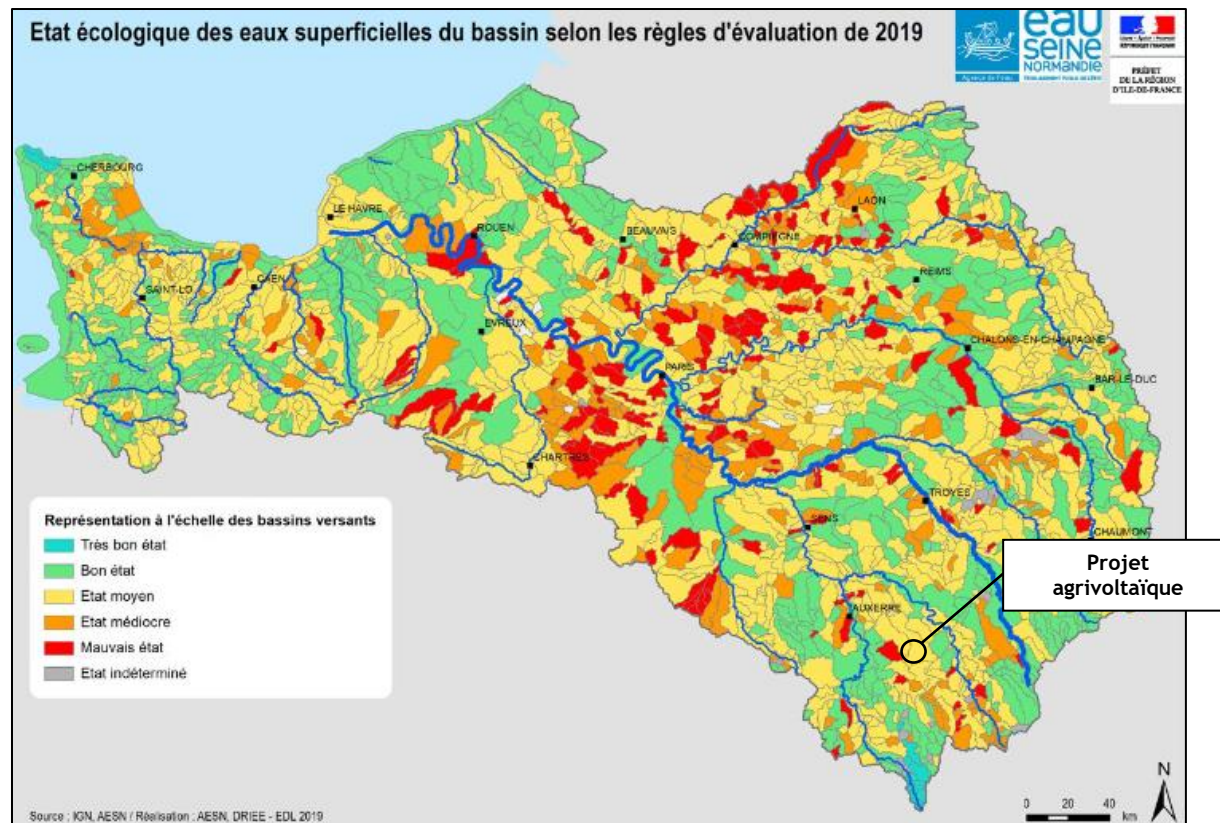 Etat écologique des eaux superficielles du bassin selon les règles d'évaluation de 2019
eau
SEINE
NORMANDIE
Agence de l'eau
PRÉFET
DE LA RÉGION
D'ILE-DE-FRANCE
CHERBOURG
LE HAVRE
ROUEN
BEAUVAIS
COMPIEGNE
LAON
REIMS
SAINT-LO
CAEN
EVREUX
PARIS
CHALONS-EN-CHAMPAGNE
BAR-LE-DUC
CHARTRES
TROYES
SENS
CHAUMONT
AUXERRE
Projet
agrivoltaïque
Représentation à l'échelle des bassins versants
Très bon état
Bon état
Etat moyen
Etat médiocre
Mauvais état
Etat indéterminé
N
0 20 40
km
Source : IGN, AESN / Réalisation : AESN, DRIEE - EDL 2019